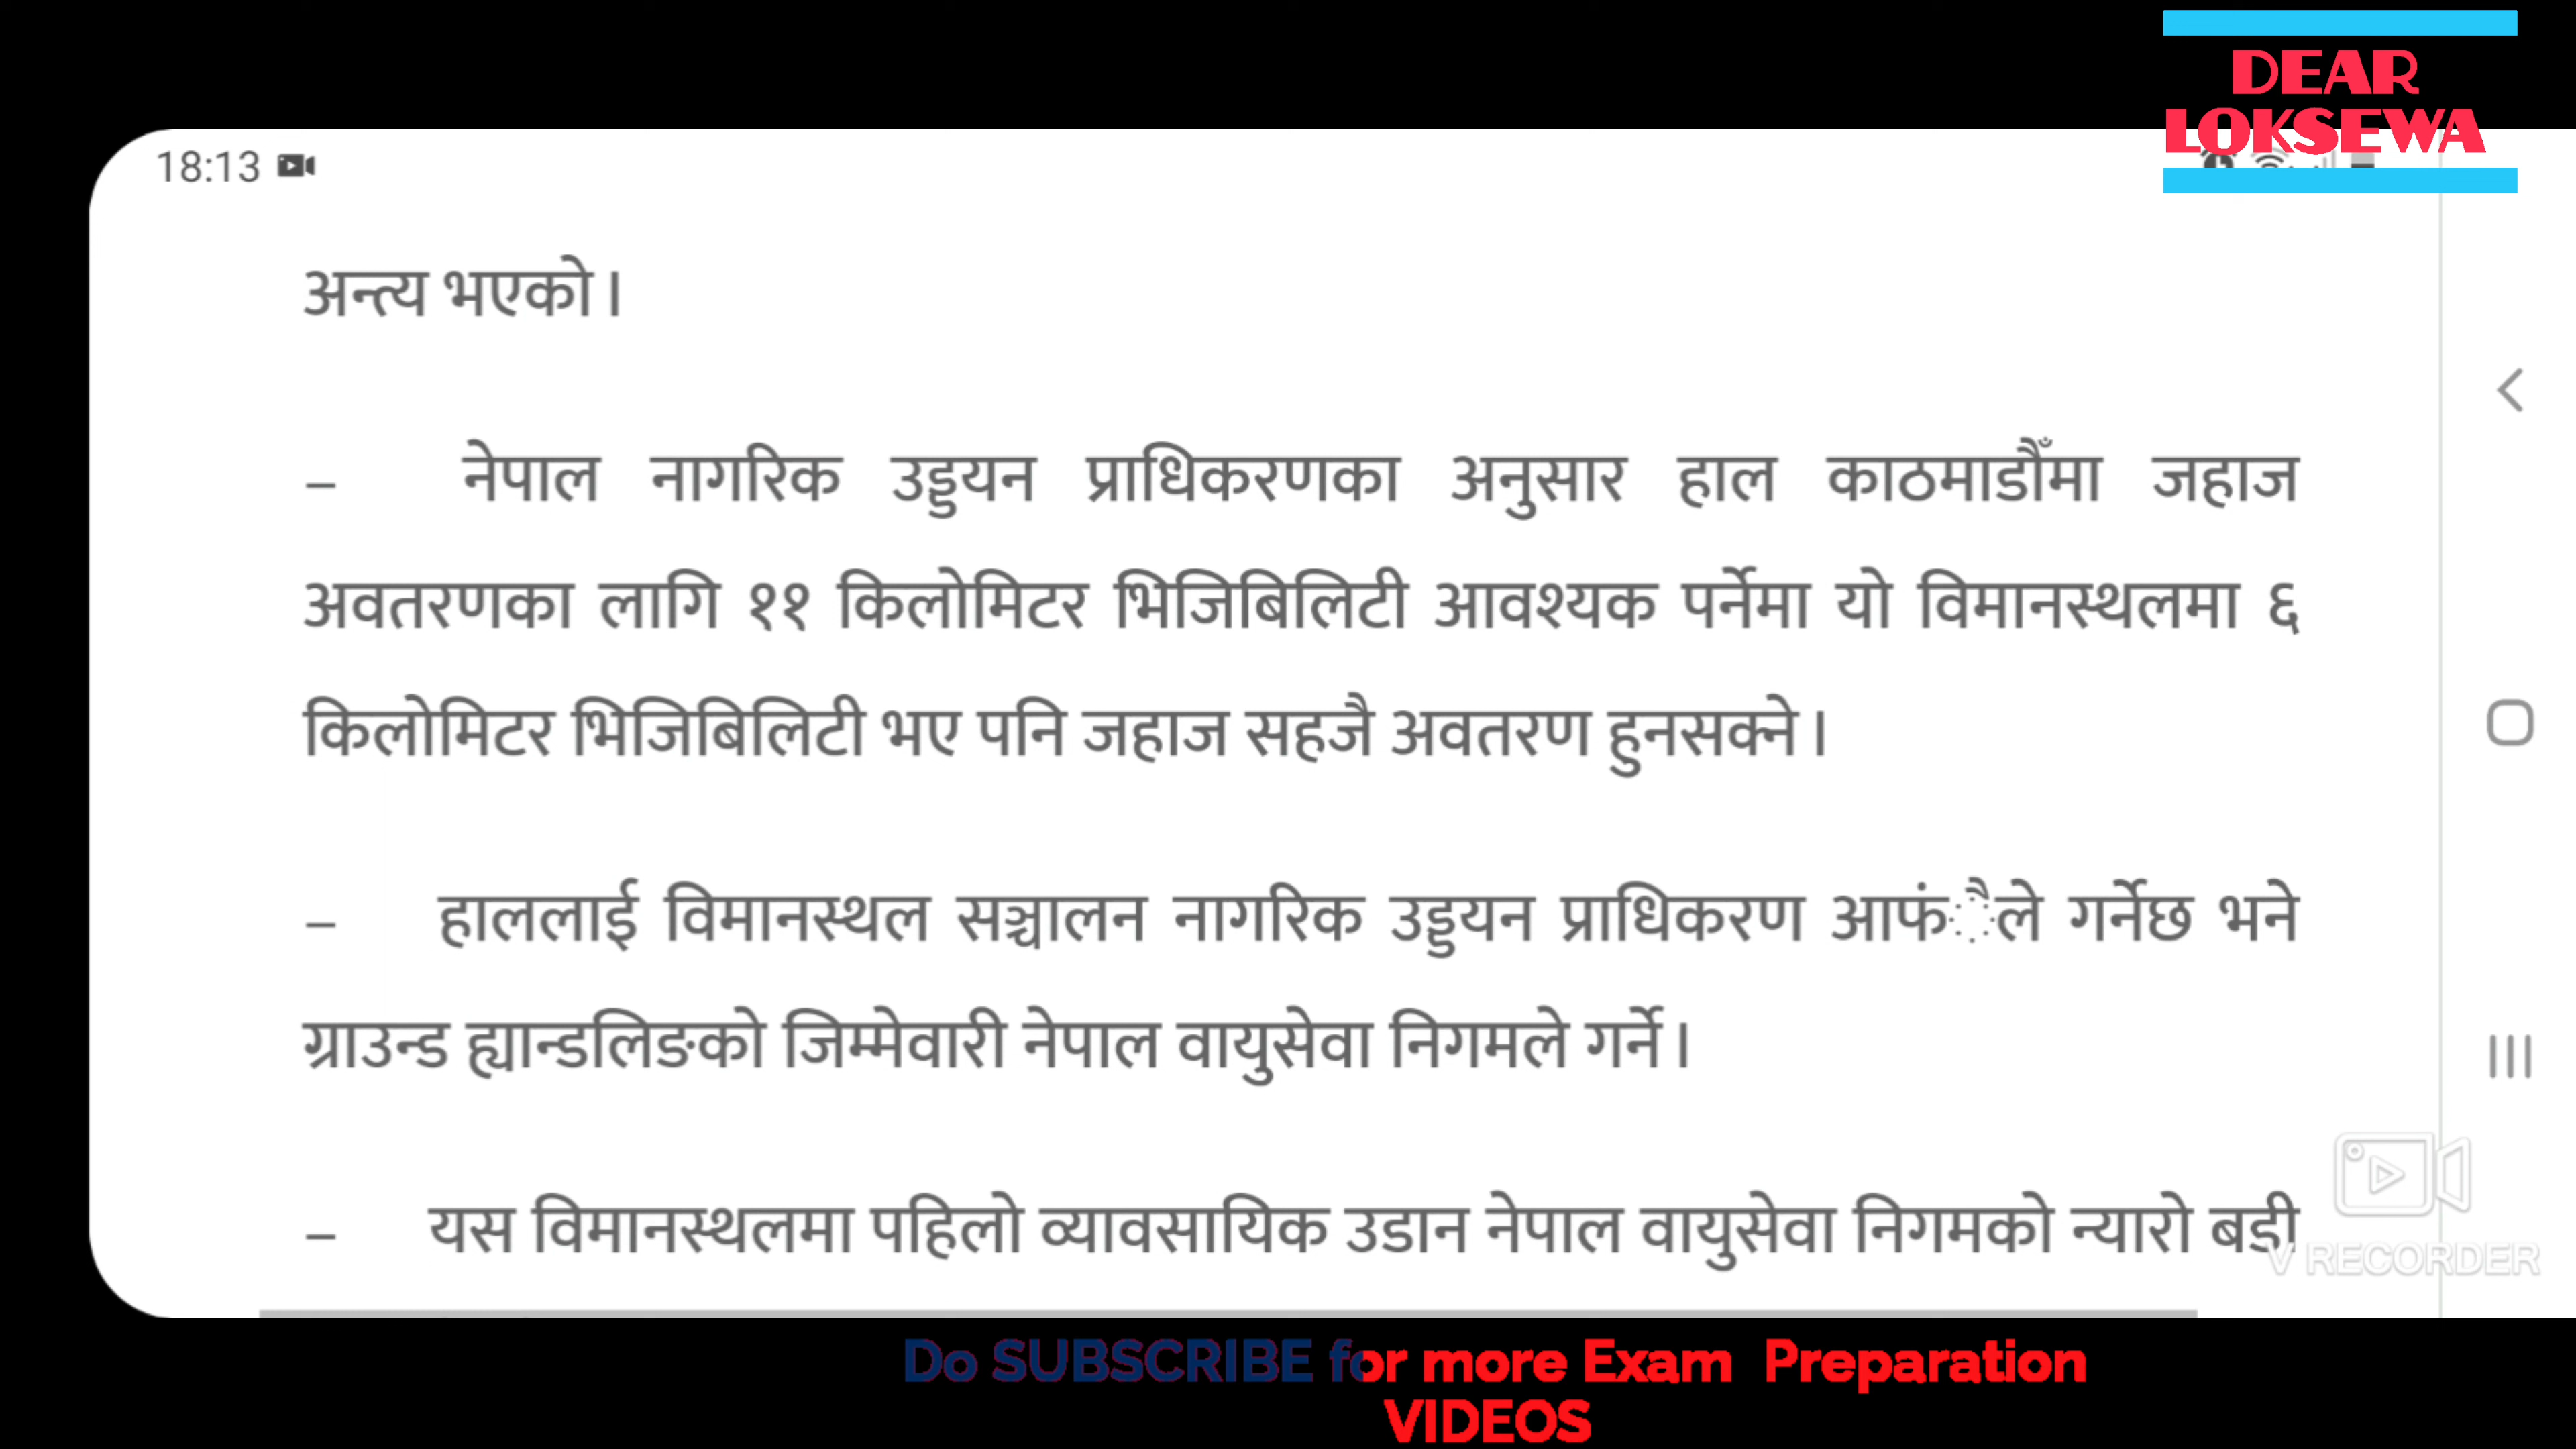 DEAR
LOKSEWA
18:13
अन्त्य भएको।
– नेपाल नागरिक उड्डयन प्राधिकरणका अनुसार हाल काठमाडौँमा जहाज
अवतरणका लागि ११ किलोमिटर भिजिबिलिटी आवश्यक पर्नेमा यो विमानस्थलमा ६
किलोमिटर भिजिबिलिटी भए पनि जहाज सहजै अवतरण हुनसक्ने।
– हाललाई विमानस्थल सञ्चालन नागरिक उड्डयन प्राधिकरण आफंैले गर्नेछ भने
ग्राउन्ड ह्यान्डलिङको जिम्मेवारी नेपाल वायुसेवा निगमले गर्ने।
– यस विमानस्थलमा पहिलो व्यावसायिक उडान नेपाल वायुसेवा निगमको न्यारो बडी
V RECORDER
Do SUBSCRIBE for more Exam Preparation
VIDEOS